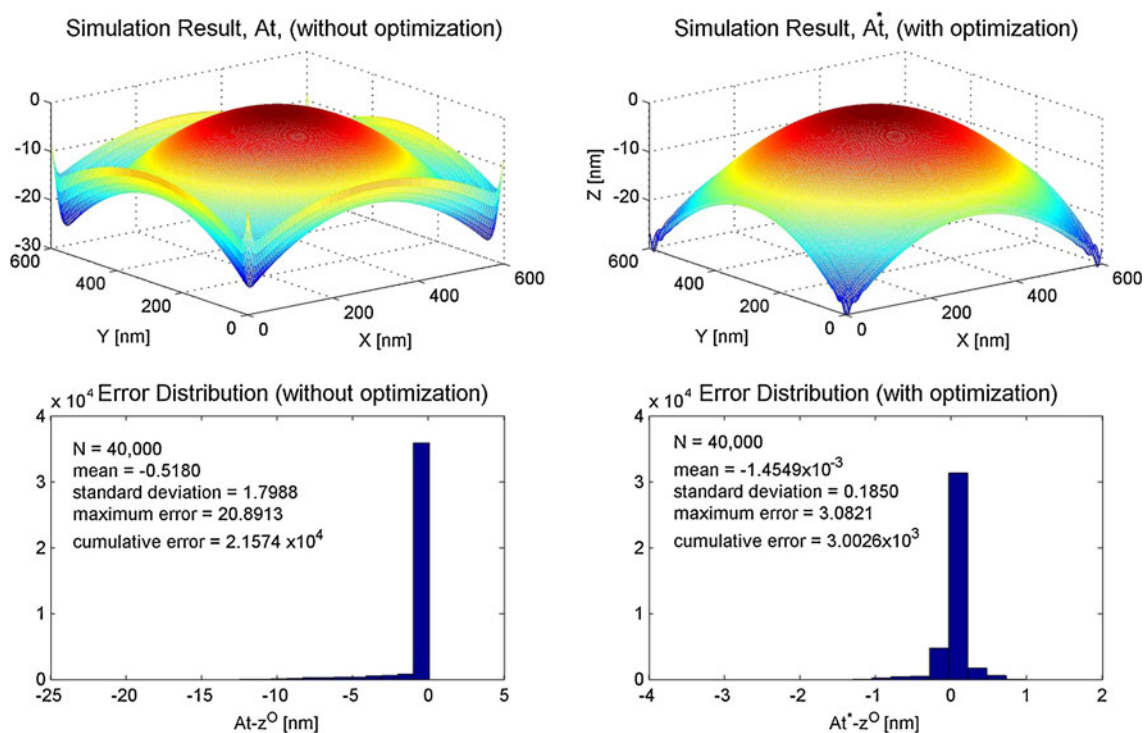 Simulation Result, At, (without optimization)
0
-10
-20
-30
600
400
200
0
Y [nm]
0
200
400
600
X [nm]
Simulation Result, At*, (with optimization)
Z [nm]
0
-10
-20
600
400
200
0
Y [nm]
0
200
400
600
X [nm]
x 10^4 Error Distribution (without optimization)
4
3
2
1
0
N = 40,000
mean = -0.5180
standard deviation = 1.7988
maximum error = 20.8913
cumulative error = 2.1574 x10^4
-25 -20 -15 -10 -5 0 5
At-z^O [nm]
x 10^4 Error Distribution (with optimization)
4
3
2
1
0
N = 40,000
mean = -1.4549x10^-3
standard deviation = 0.1850
maximum error = 3.0821
cumulative error = 3.0026x10^3
-4 -3 -2 -1 0 1 2
At*-z^O [nm]